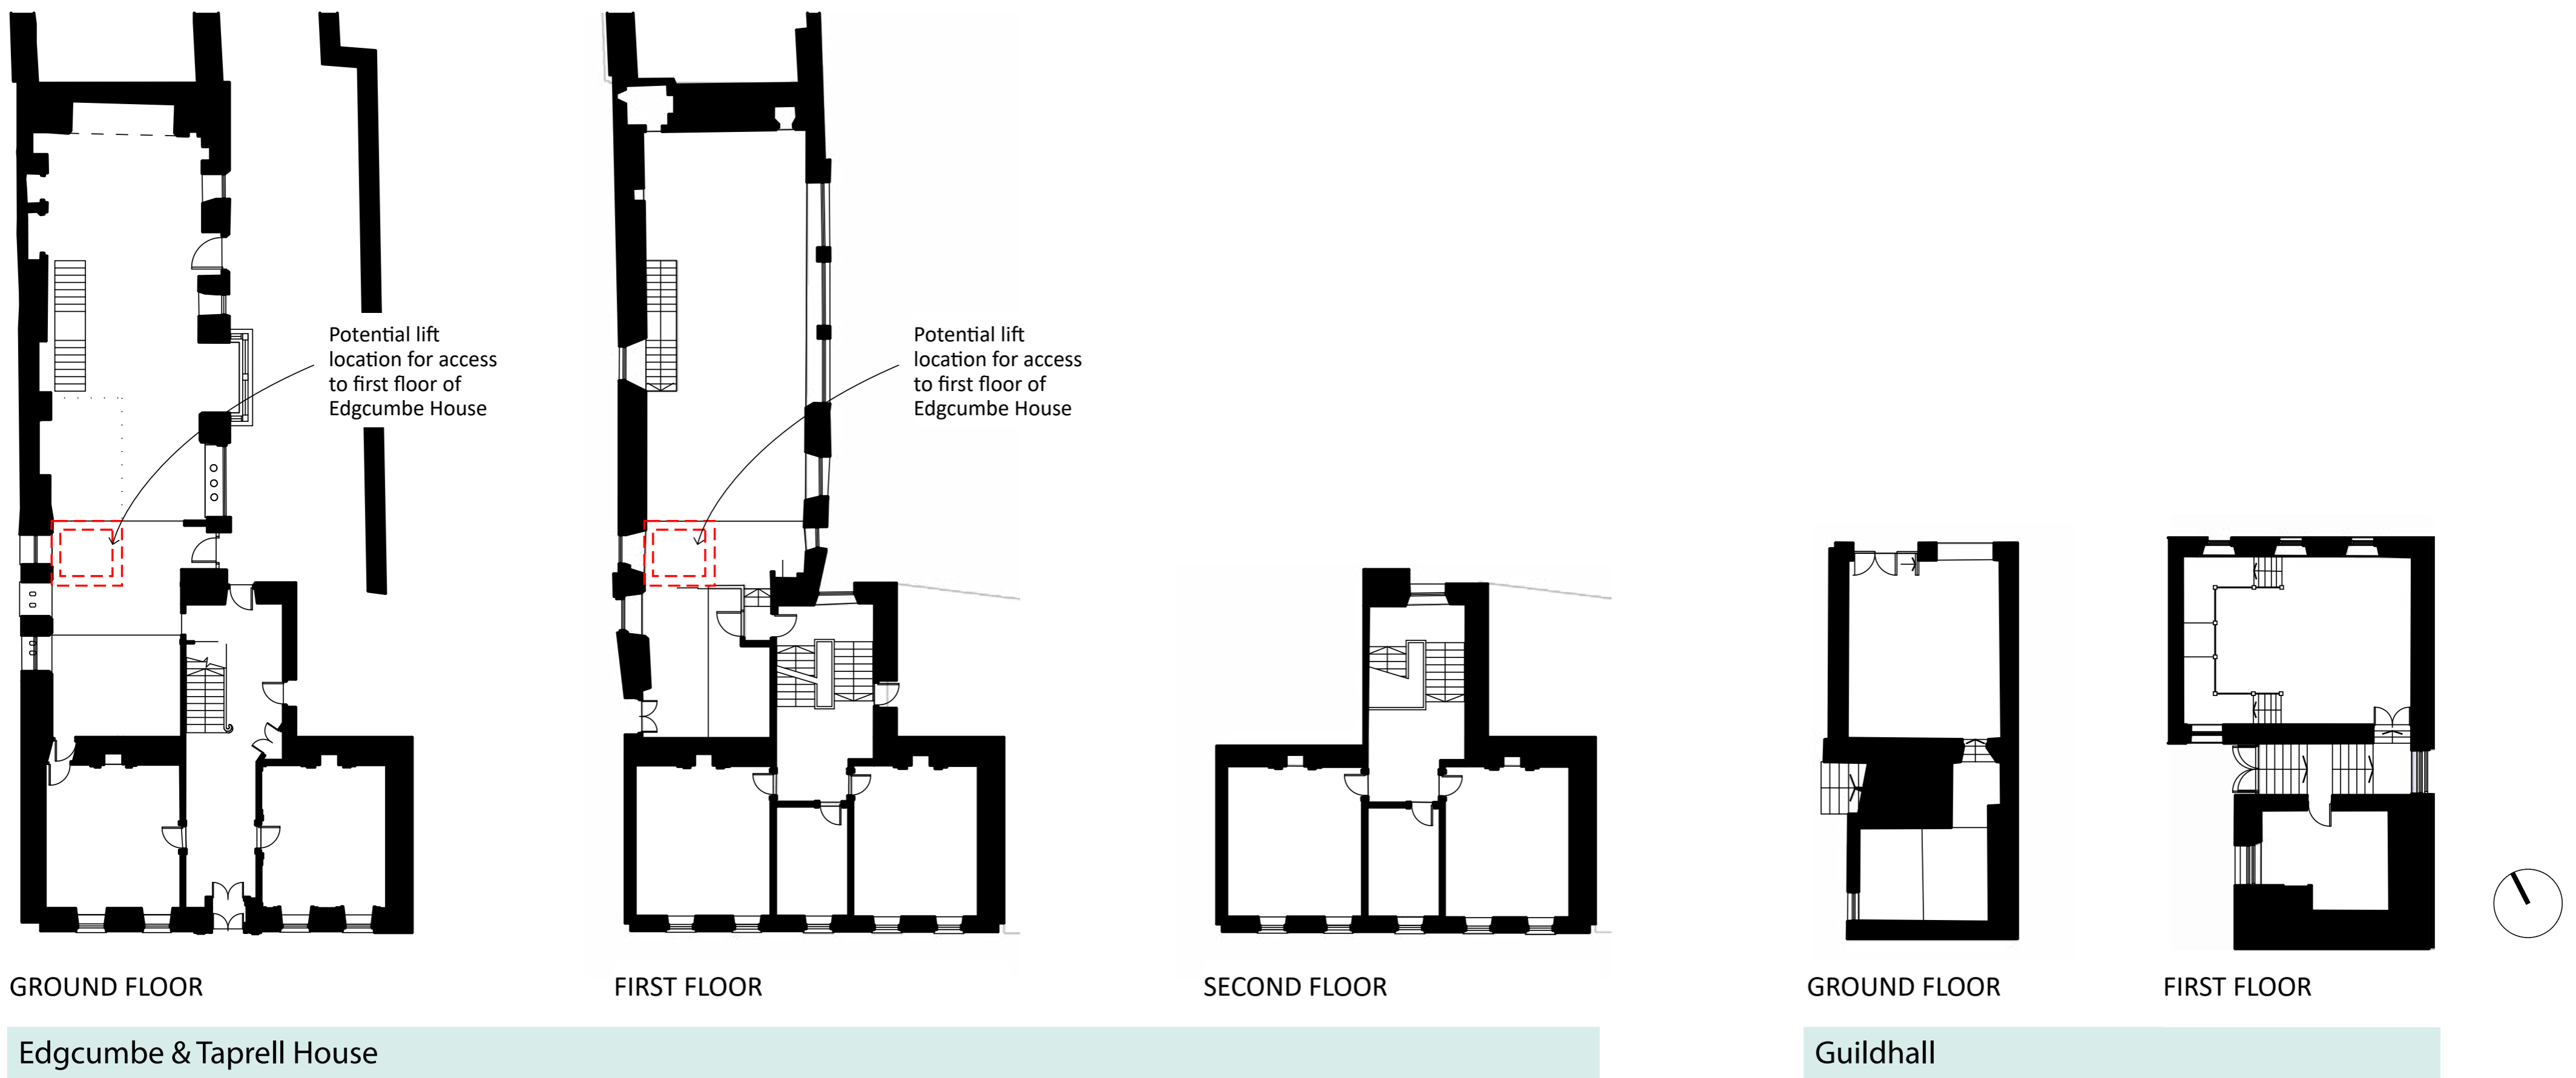 Potential lift
location for access
to first floor of
Edgcumbe House
Potential lift
location for access
to first floor of
Edgcumbe House
GROUND FLOOR
FIRST FLOOR
SECOND FLOOR
GROUND FLOOR
FIRST FLOOR
Edgcumbe & Taprell House
Guildhall